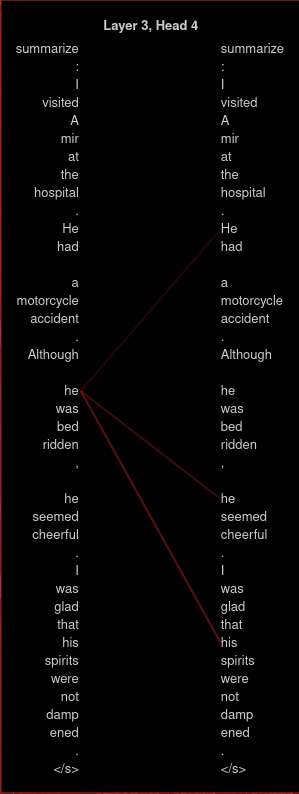 Layer 3, Head 4
summarize summarize
: :
I I
visited visited
A A
mir mir
at at
the the
hospital hospital
. .
He He
had had
a a
motorcycle motorcycle
accident accident
. .
Although Although
he he
was was
bed bed
ridden ridden
, ,
he he
seemed seemed
cheerful cheerful
. .
I I
was was
glad glad
that that
his his
spirits spirits
were were
not not
damp damp
ened ened
. .
</s> </s>